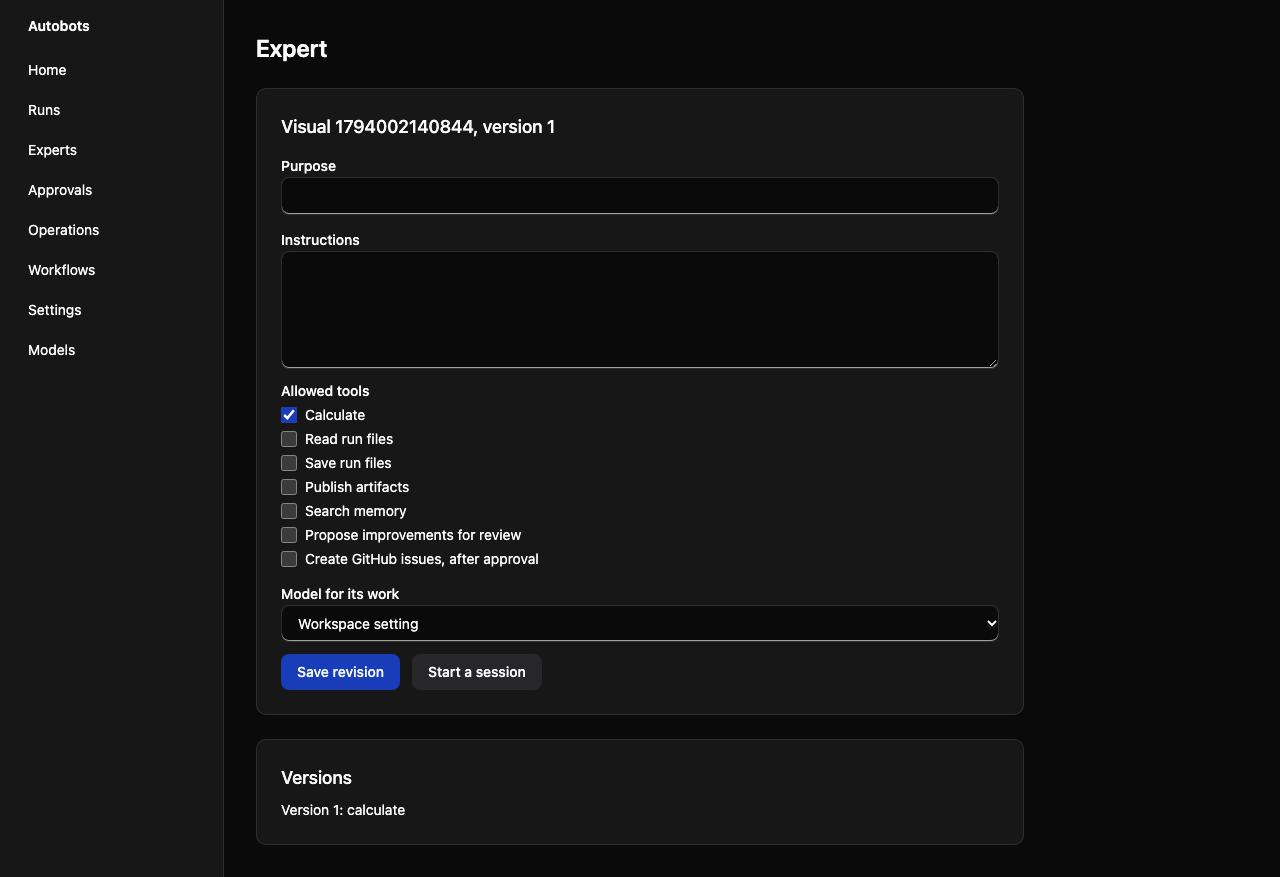 Autobots
Home
Runs
Experts
Approvals
Operations
Workflows
Settings
Models
Expert
Visual 1794002140844, version 1
Purpose
Instructions
Allowed tools
Calculate
Read run files
Save run files
Publish artifacts
Search memory
Propose improvements for review
Create GitHub issues, after approval
Model for its work
Workspace setting
Save revision
Start a session
Versions
Version 1: calculate